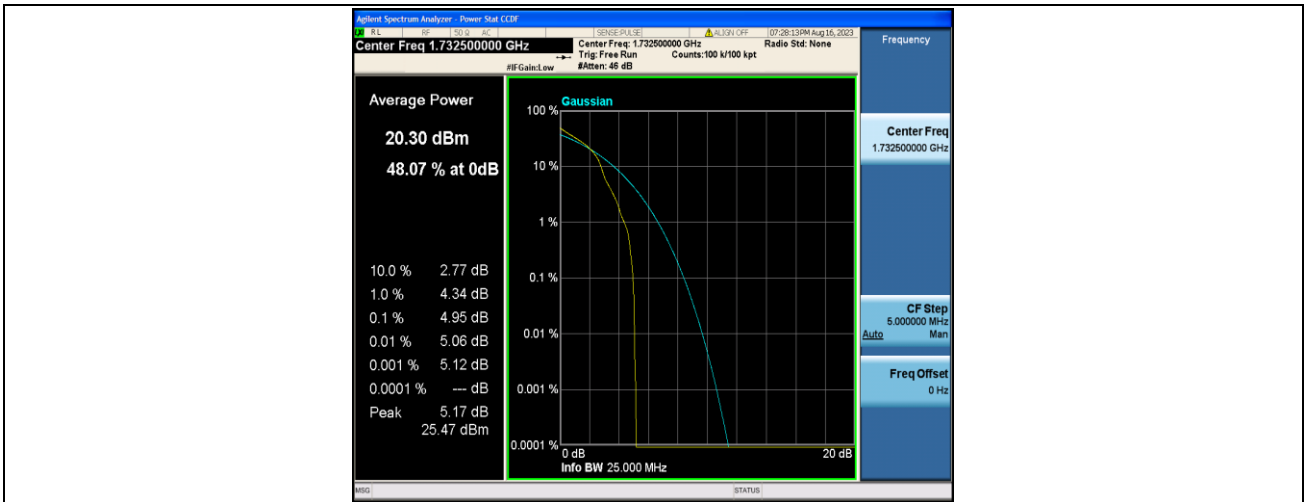 Agilent Spectrum Analyzer - Power Stat CCDF
RL RF 50 Ω AC SENSE:PULSE ALIGN OFF 07:28:13PM Aug 16, 2023
Center Freq 1.732500000 GHz
Center Freq: 1.732500000 GHz Radio Std: None
Trig: Free Run Counts:100 k/100 kpt
#IFGain:Low #Atten: 46 dB
Frequency
Average Power
20.30 dBm
48.07 % at 0dB
10.0 % 2.77 dB
1.0 % 4.34 dB
0.1 % 4.95 dB
0.01 % 5.06 dB
0.001 % 5.12 dB
0.0001 % --- dB
Peak 5.17 dB
25.47 dBm
Gaussian
100 %
10 %
1 %
0.1 %
0.01 %
0.001 %
0.0001 %
0 dB 20 dB
Info BW 25.000 MHz
Center Freq
1.732500000 GHz
CF Step
5.000000 MHz
Auto Man
Freq Offset
0 Hz
MSG STATUS